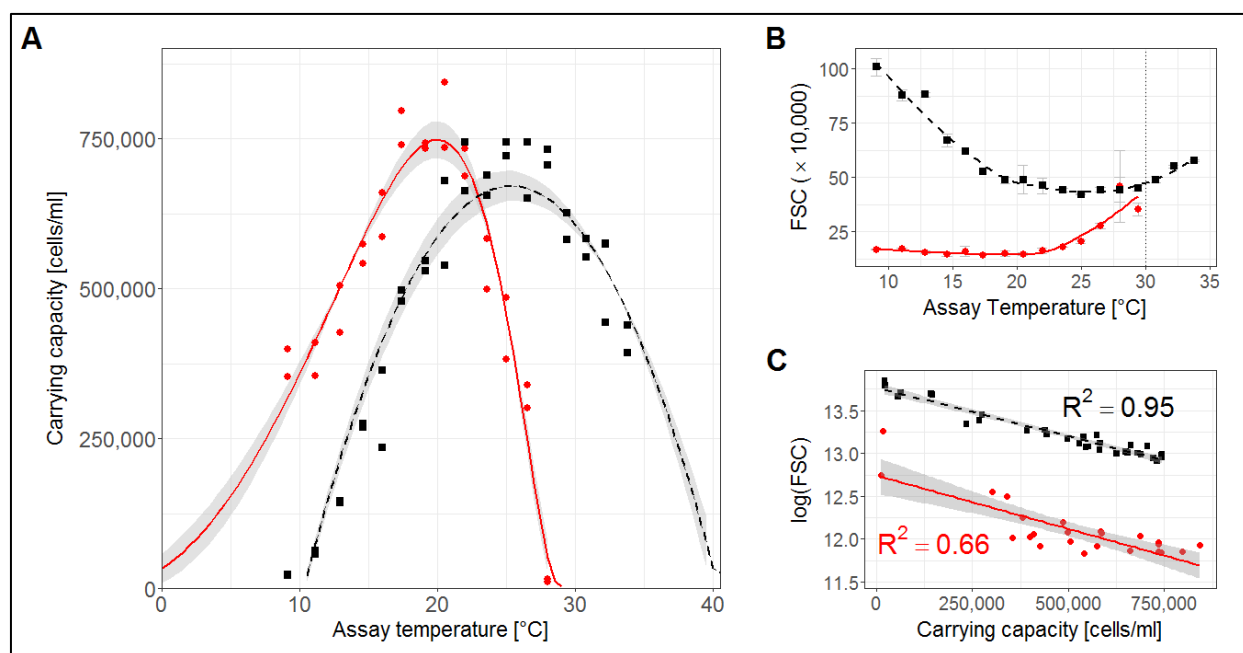 A
750,000
500,000
250,000
0
Carrying capacity [cells/ml]
0 10 20 30 40
Assay temperature [°C]
B
100
75
50
25
FSC ( × 10,000)
10 15 20 25 30 35
Assay Temperature [°C]
C
13.5
13.0
12.5
12.0
11.5
log(FSC)
R² = 0.95
R² = 0.66
0 250,000 500,000 750,000
Carrying capacity [cells/ml]